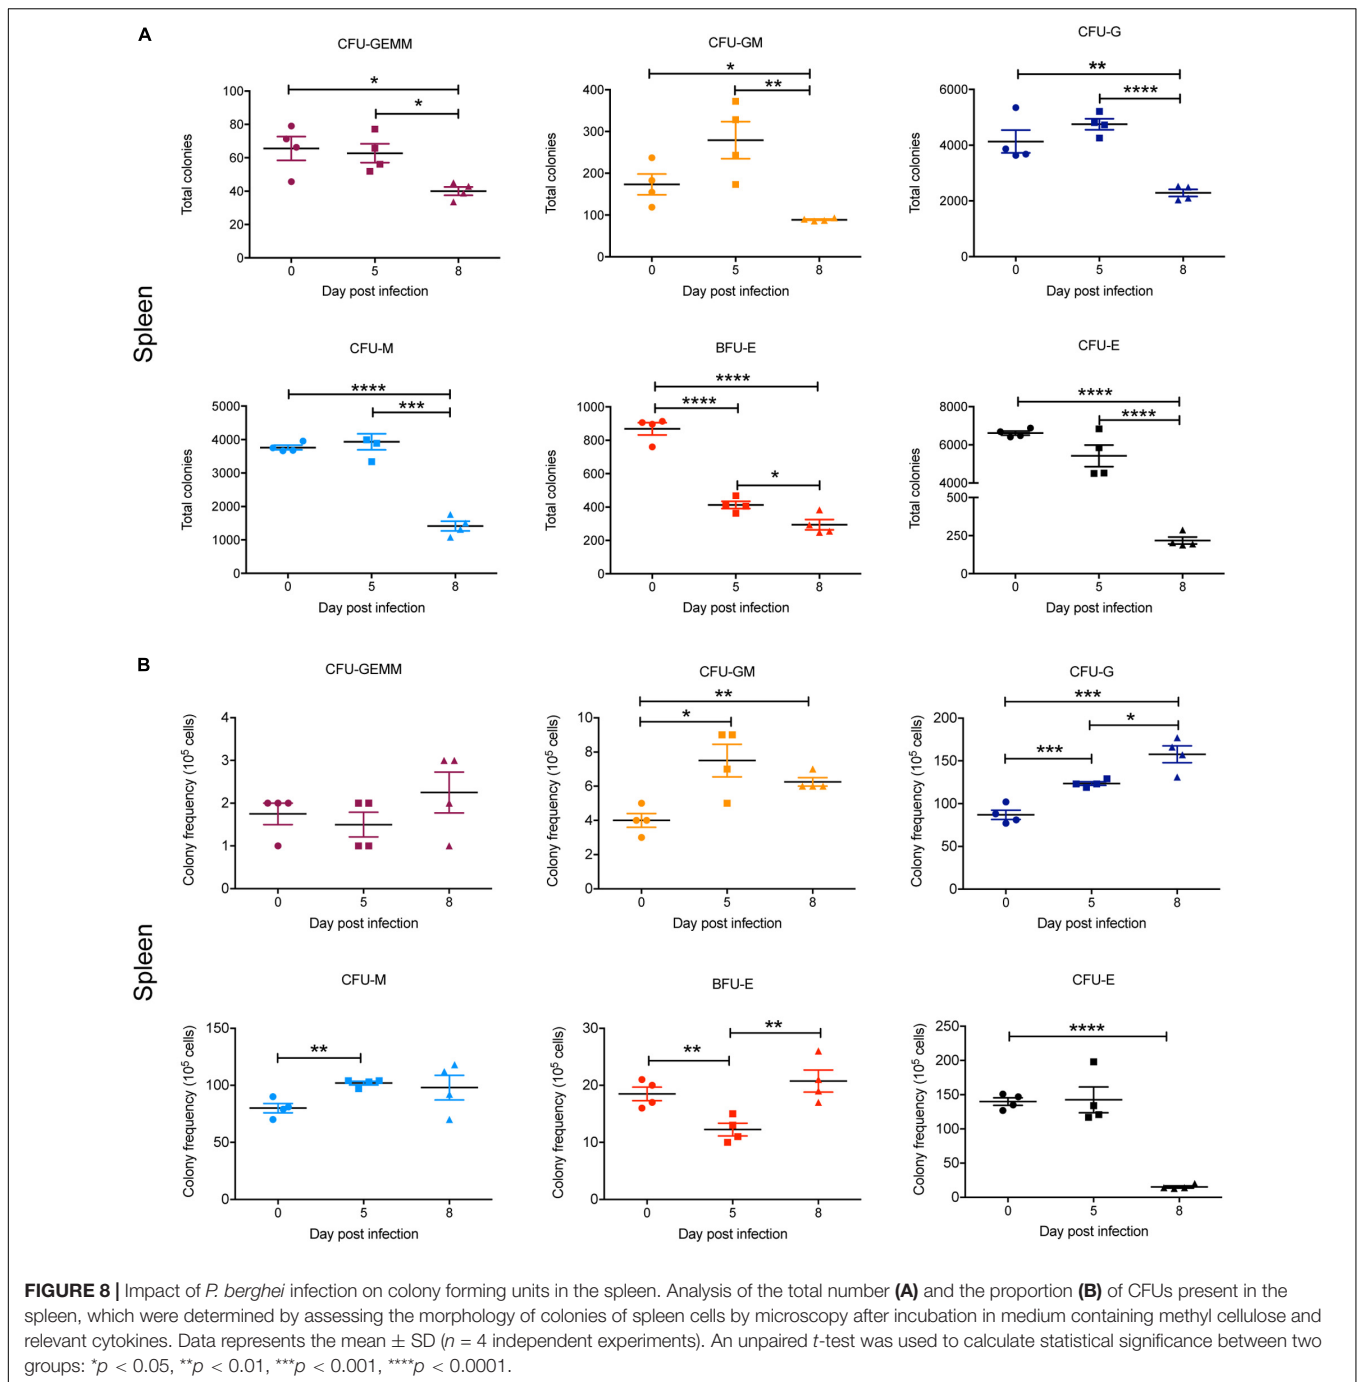 A
CFU-GEMM
CFU-GM
CFU-G
*
*
Total colonies
100
80
60
40
20
0
0 5 8
Day post infection
*
**
Total colonies
400
300
200
100
0
0 5 8
Day post infection
**
****
Total colonies
6000
4000
2000
0
0 5 8
Day post infection
Spleen
CFU-M
BFU-E
CFU-E
****
***
Total colonies
5000
4000
3000
2000
1000
0
0 5 8
Day post infection
****
****
*
Total colonies
1000
800
600
400
200
0
0 5 8
Day post infection
****
****
Total colonies
8000
6000
4000
500
250
0
0 5 8
Day post infection
B
CFU-GEMM
CFU-GM
CFU-G
Colony frequency (10⁵ cells)
4
3
2
1
0
0 5 8
Day post infection
**
*
Colony frequency (10⁵ cells)
10
8
6
4
2
0
0 5 8
Day post infection
***
*
***
Colony frequency (10⁵ cells)
200
150
100
50
0
0 5 8
Day post infection
Spleen
CFU-M
BFU-E
CFU-E
**
Colony frequency (10⁵ cells)
150
100
50
0
0 5 8
Day post infection
**
**
Colony frequency (10⁵ cells)
30
20
10
0
0 5 8
Day post infection
****
Colony frequency (10⁵ cells)
250
200
150
100
50
0
0 5 8
Day post infection
FIGURE 8 | Impact of P. berghei infection on colony forming units in the spleen. Analysis of the total number (A) and the proportion (B) of CFUs present in the
spleen, which were determined by assessing the morphology of colonies of spleen cells by microscopy after incubation in medium containing methyl cellulose and
relevant cytokines. Data represents the mean ± SD (n = 4 independent experiments). An unpaired t-test was used to calculate statistical significance between two
groups: *p < 0.05, **p < 0.01, ***p < 0.001, ****p < 0.0001.